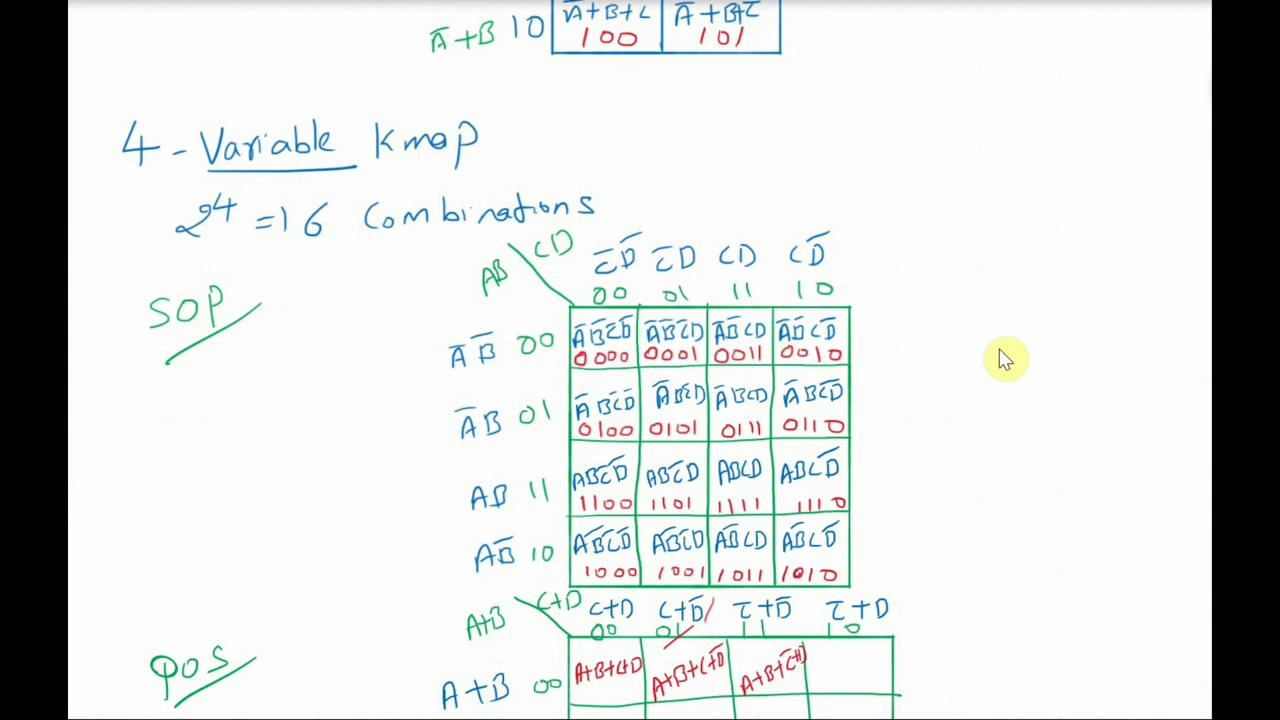 Ā+B 10 Ā+B+C Ā+B+C̄
100 101
4 - Variable Kmap
2⁴ = 16 Combinations
AB CD C̄D̄ C̄D CD CD̄
00 01 11 10
SOP
ĀB̄ 00 ĀB̄C̄D̄ ĀB̄C̄D ĀB̄CD ĀB̄CD̄
0000 0001 0011 0010
ĀB 01 ĀBC̄D̄ ĀBC̄D ĀBCD ĀBCD̄
0100 0101 0111 0110
AB 11 ABC̄D̄ ABC̄D ABCD ABCD̄
1100 1101 1111 1110
AB̄ 10 AB̄C̄D̄ AB̄C̄D AB̄CD AB̄CD̄
1000 1001 1011 1010
A+B C+D C+D C+D̄ C̄+D̄ C̄+D
00 01 11 10
POS
A+B 00 A+B+C+D A+B+C+D̄